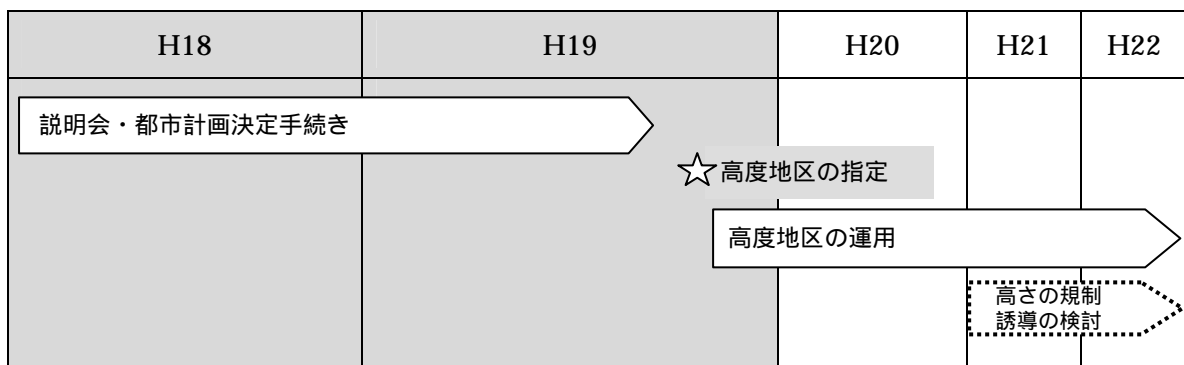 H18 H19 H20 H21 H22
説明会・都市計画決定手続き
☆高度地区の指定
高度地区の運用
高さの規制
誘導の検討